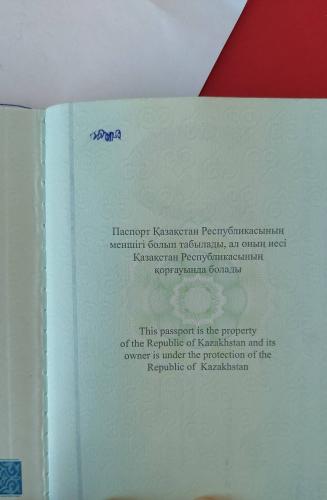 Паспорт Қазақстан Республикасының
меншігі болып табылады, ал оның иесі
Қазақстан Республикасының
қорғауында болады
This passport is the property
of the Republic of Kazakhstan and its
owner is under the protection of the
Republic of Kazakhstan